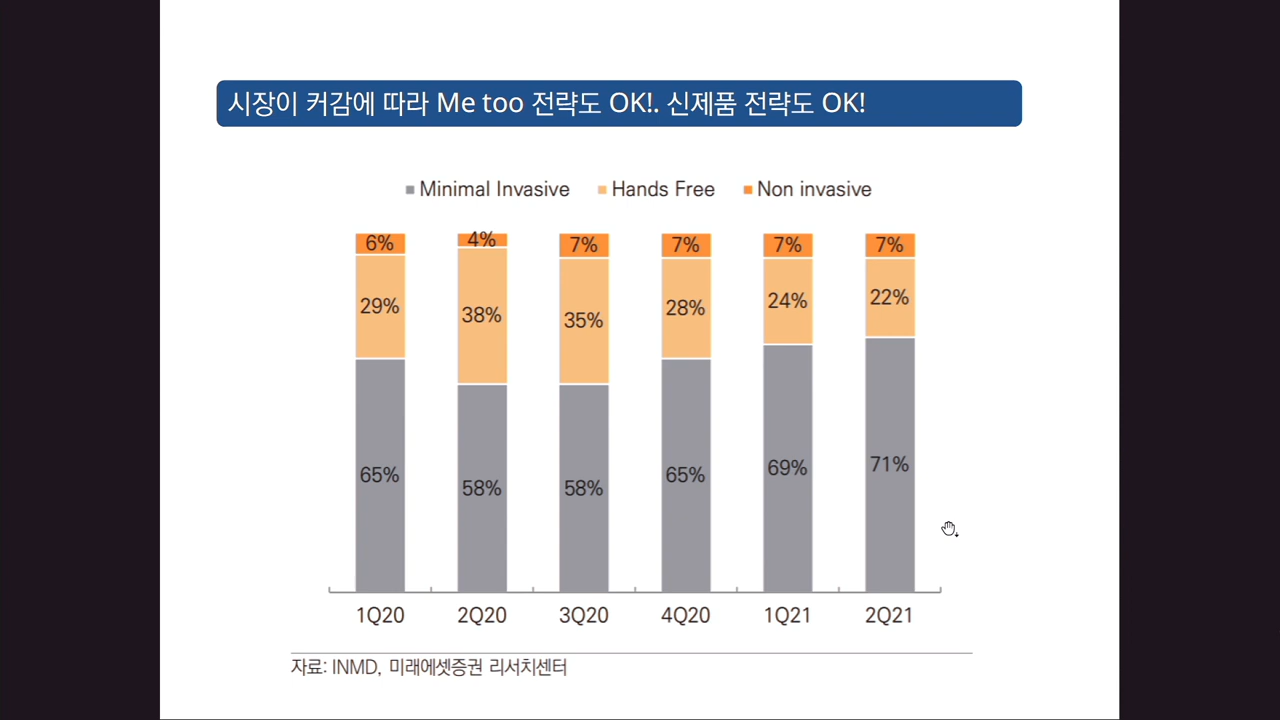 시장이 커감에 따라 Me too 전략도 OK!. 신제품 전략도 OK!
Minimal Invasive Hands Free Non invasive
6% 4% 7% 7% 7% 7%
29% 38% 35% 28% 24% 22%
65% 58% 58% 65% 69% 71%
1Q20 2Q20 3Q20 4Q20 1Q21 2Q21
자료: INMD, 미래에셋증권 리서치센터